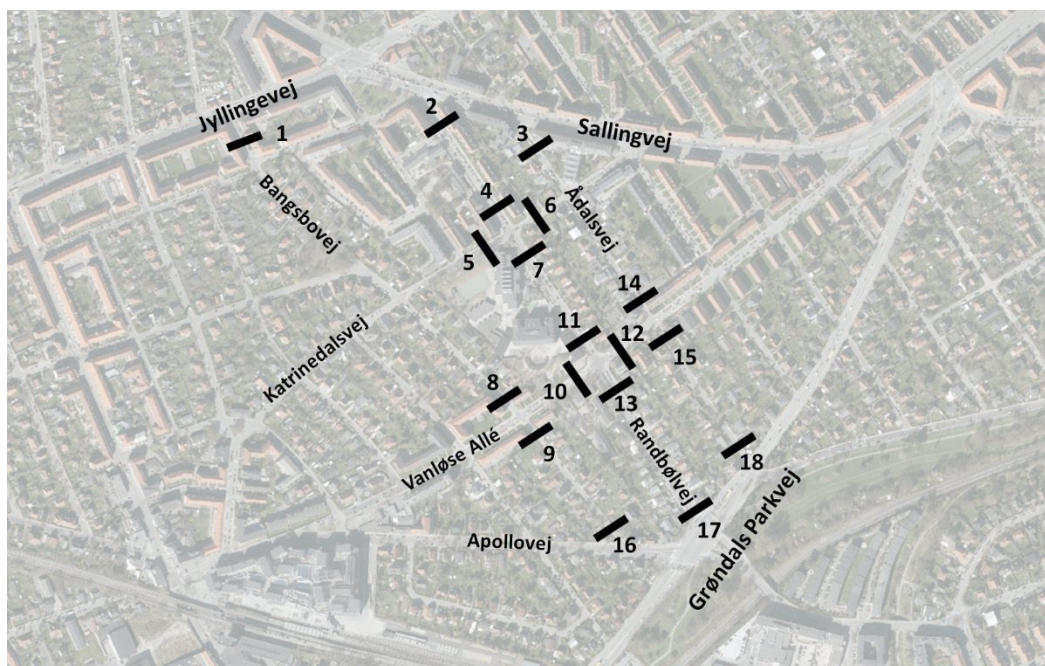 Jyllingevej
1
2
3
Sallingvej
Bangsbovej
4
6
Ådalsvej
5
7
Katrinedalsvej
14
11
12
15
8
10
13
Vanløse Allé
9
Randbølvej
18
16
17
Apollovej
Grøndals Parkvej